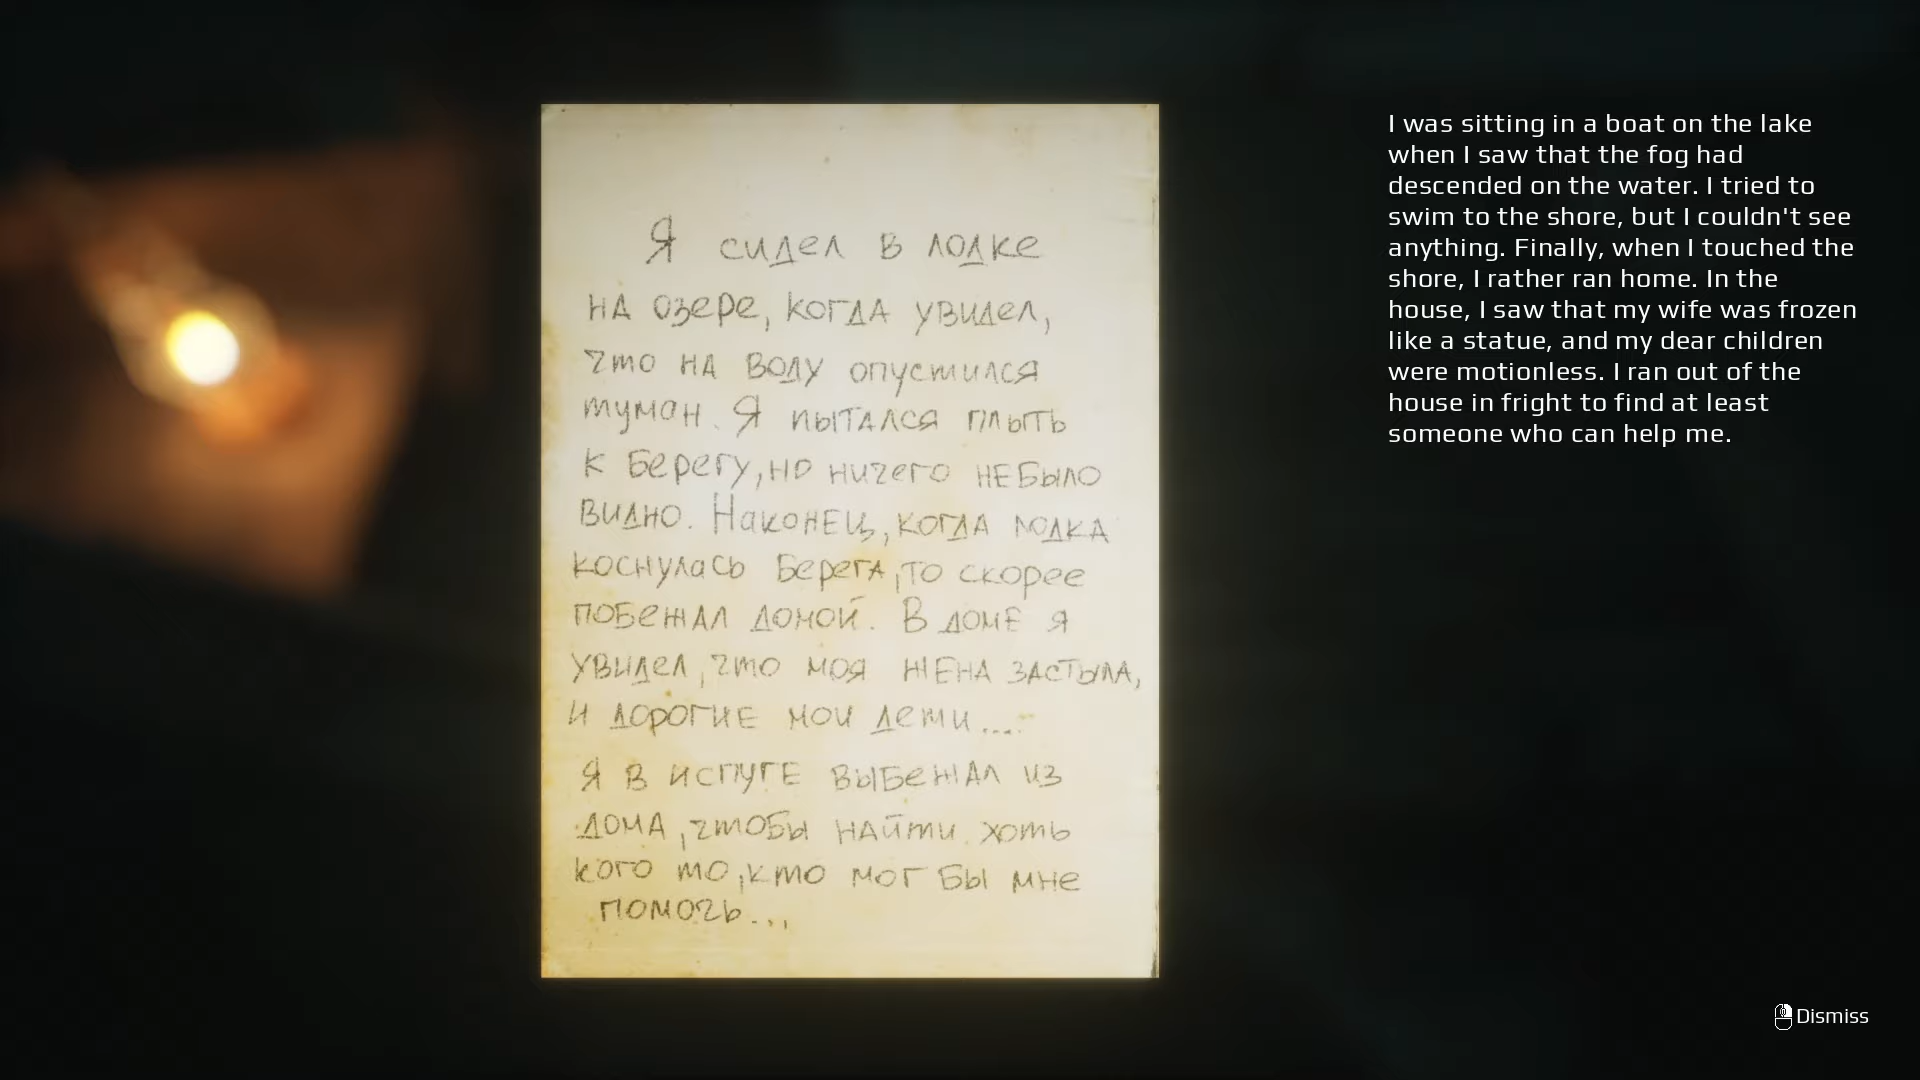 Я сидел в лодке
на озере, когда увидел,
что на воду опустился
туман. Я пытался плыть
к берегу, но ничего небыло
видно. Наконец, когда лодка
коснулась берега, то скорее
побежал домой. В доме я
увидел, что моя жена застыла,
и дорогие мои дети...
Я в испуге выбежал из
дома, чтобы найти хоть
кого то, кто мог бы мне
помочь...
I was sitting in a boat on the lake
when I saw that the fog had
descended on the water. I tried to
swim to the shore, but I couldn't see
anything. Finally, when I touched the
shore, I rather ran home. In the
house, I saw that my wife was frozen
like a statue, and my dear children
were motionless. I ran out of the
house in fright to find at least
someone who can help me.
Dismiss